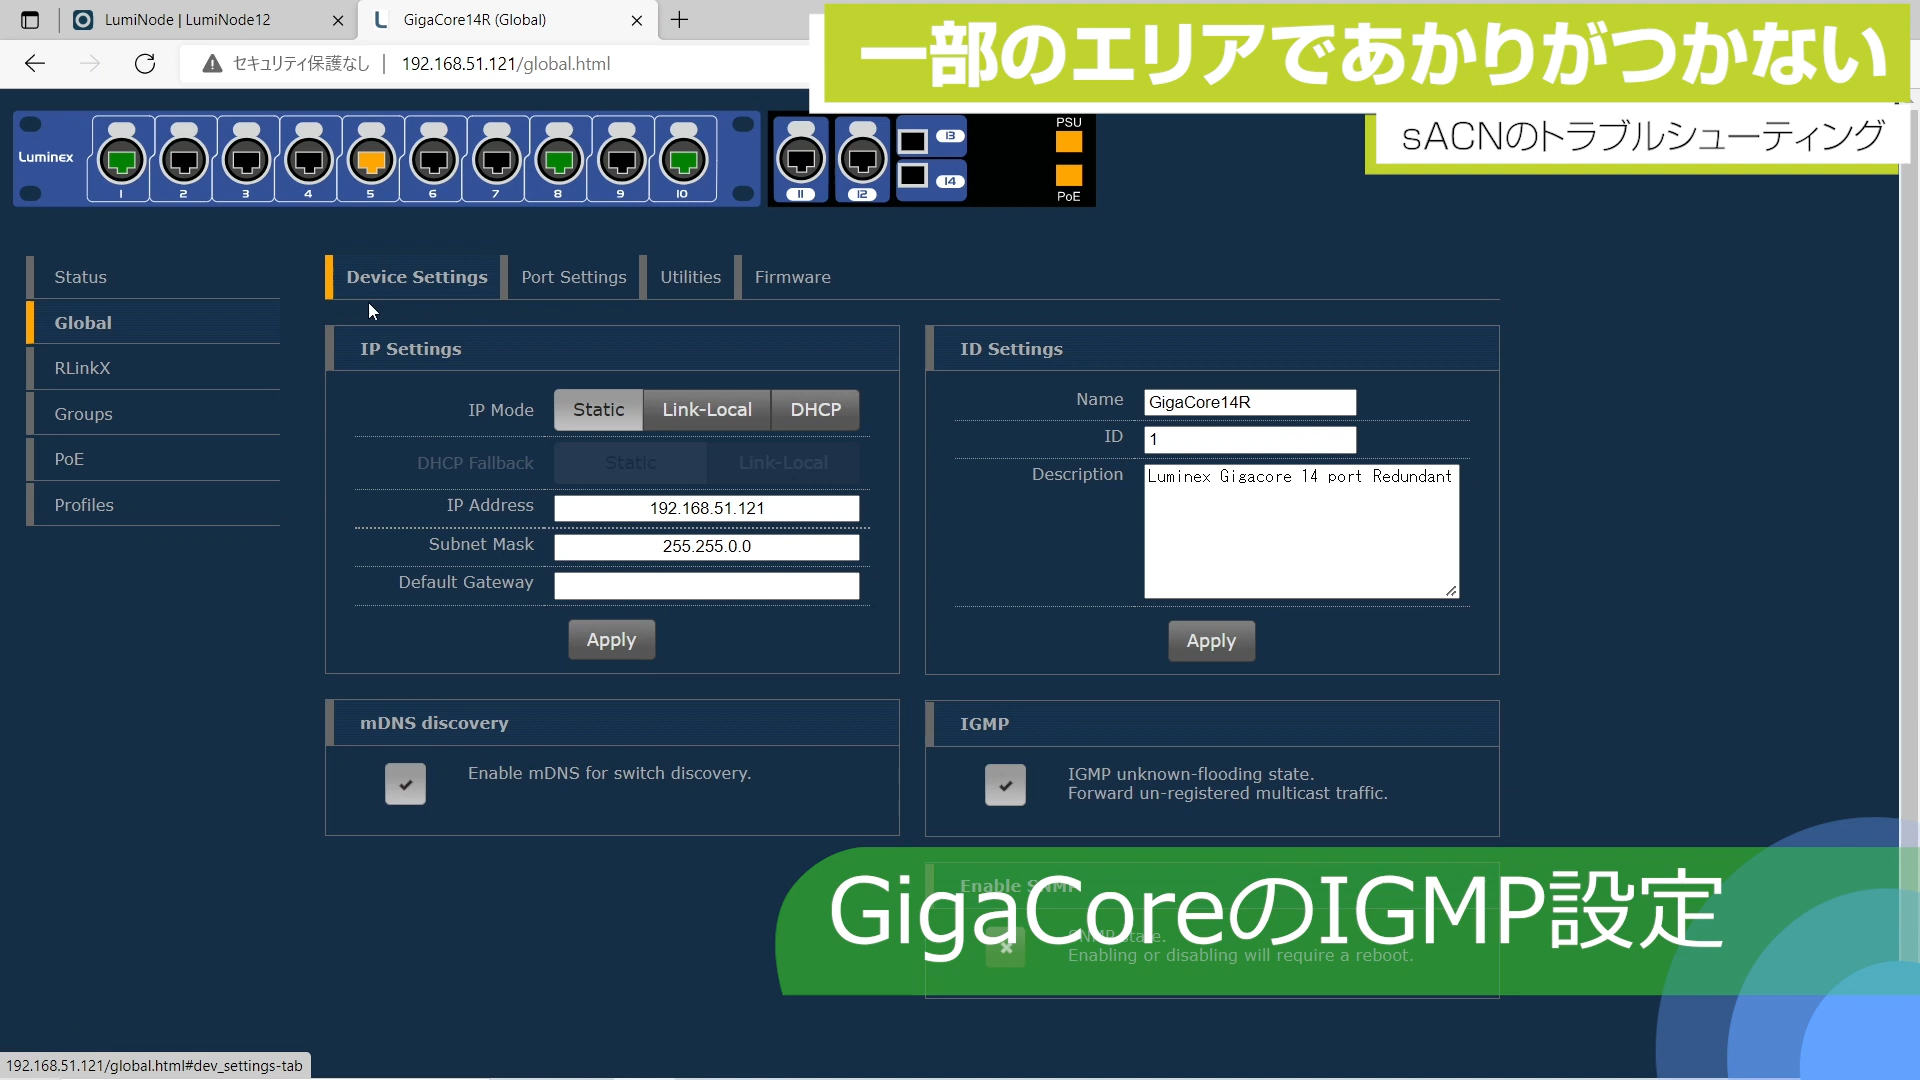 LumiNode | LumiNode12
GigaCore14R (Global)
セキュリティ保護なし
192.168.51.121/global.html
一部のエリアであかりがつかない
sACNのトラブルシューティング
Luminex
1 2 3 4 5 6 7 8 9 10
11 12 13 14
PSU
PoE
Status
Global
RLinkX
Groups
PoE
Profiles
Device Settings
Port Settings
Utilities
Firmware
IP Settings
IP Mode Static Link-Local DHCP
DHCP Fallback Static Link-Local
IP Address 192.168.51.121
Subnet Mask 255.255.0.0
Default Gateway
Apply
ID Settings
Name GigaCore14R
ID 1
Description Luminex Gigacore 14 port Redundant
Apply
mDNS discovery
Enable mDNS for switch discovery.
IGMP
IGMP unknown-flooding state.
Forward un-registered multicast traffic.
Enable SNMP
SNMP state.
Enabling or disabling will require a reboot.
GigaCoreのIGMP設定
192.168.51.121/global.html#dev_settings-tab